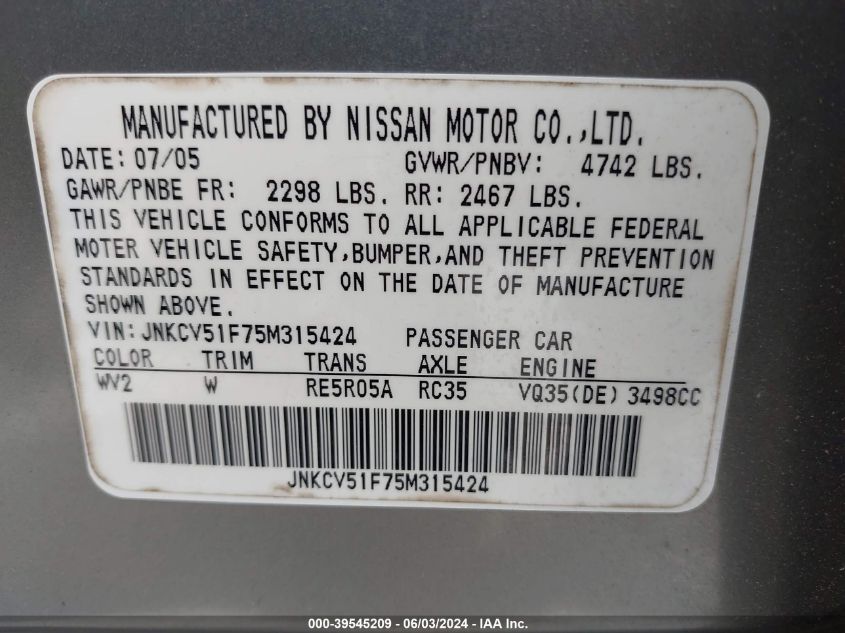 MANUFACTURED BY NISSAN MOTOR CO.,LTD.
DATE: 07/05 GVWR/PNBV: 4742 LBS.
GAWR/PNBE FR: 2298 LBS. RR: 2467 LBS.
THIS VEHICLE CONFORMS TO ALL APPLICABLE FEDERAL
MOTER VEHICLE SAFETY,BUMPER,AND THEFT PREVENTION
STANDARDS IN EFFECT ON THE DATE OF MANUFACTURE
SHOWN ABOVE.
VIN: JNKCV51F75M315424 PASSENGER CAR
COLOR TRIM TRANS AXLE ENGINE
WV2 W RE5R05A RC35 VQ35(DE) 3498CC
JNKCV51F75M315424
000-39545209 - 06/03/2024 - IAA Inc.